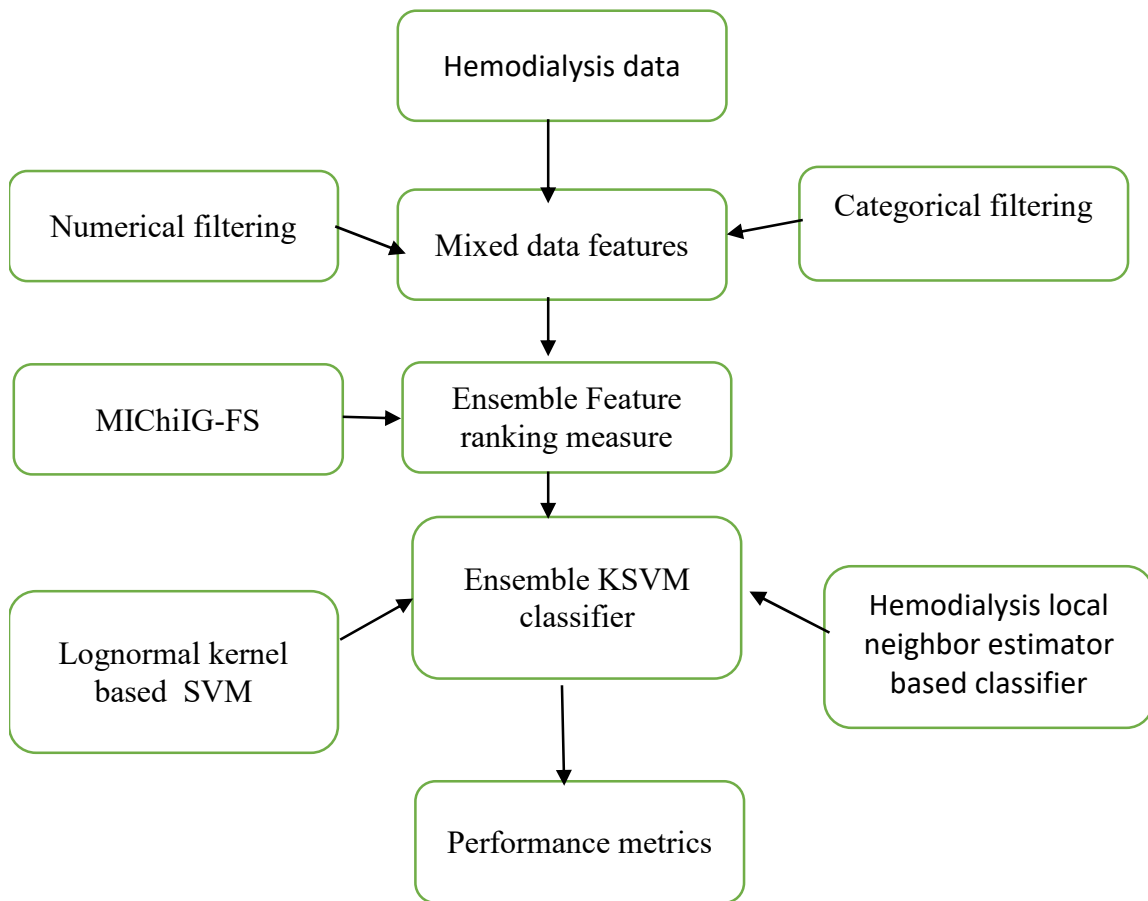 Hemodialysis data
Numerical filtering
Mixed data features
Categorical filtering
MIChiIG-FS
Ensemble Feature
ranking measure
Ensemble KSVM
classifier
Lognormal kernel
based  SVM
Hemodialysis local
neighbor estimator
based classifier
Performance metrics